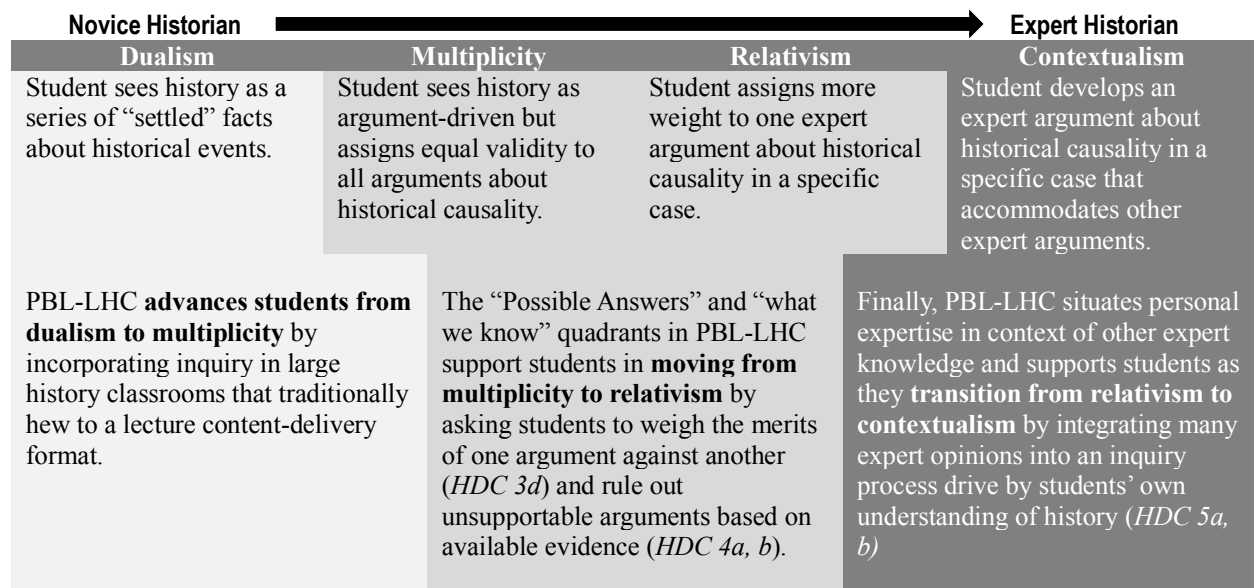 Novice Historian
Expert Historian
Dualism
Multiplicity
Relativism
Contextualism
Student sees history as a
series of “settled” facts
about historical events.
Student sees history as
argument-driven but
assigns equal validity to
all arguments about
historical causality.
Student assigns more
weight to one expert
argument about historical
causality in a specific
case.
Student develops an
expert argument about
historical causality in a
specific case that
accommodates other
expert arguments.
PBL-LHC advances students from
dualism to multiplicity by
incorporating inquiry in large
history classrooms that traditionally
hew to a lecture content-delivery
format.
The “Possible Answers” and “what
we know” quadrants in PBL-LHC
support students in moving from
multiplicity to relativism by
asking students to weigh the merits
of one argument against another
(HDC 3d) and rule out
unsupportable arguments based on
available evidence (HDC 4a, b).
Finally, PBL-LHC situates personal
expertise in context of other expert
knowledge and supports students as
they transition from relativism to
contextualism by integrating many
expert opinions into an inquiry
process drive by students’ own
understanding of history (HDC 5a,
b)